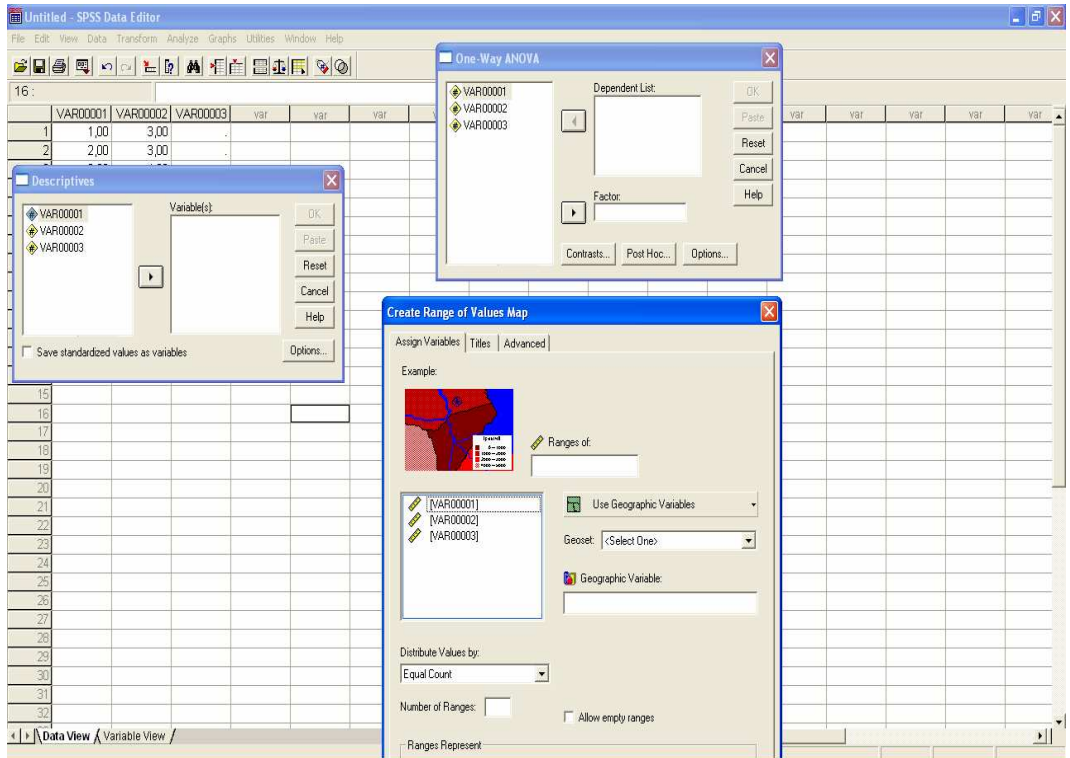 Untitled - SPSS Data Editor
File Edit View Data Transform Analyze Graphs Utilities Window Help
16 :
VAR00001 VAR00002 VAR00003 var var var var var var var
1 1,00 3,00 .
2 2,00 3,00 .
One-Way ANOVA
VAR00001
VAR00002
VAR00003
Dependent List:
Factor:
OK
Paste
Reset
Cancel
Help
Contrasts... Post Hoc... Options...
Descriptives
VAR00001
VAR00002
VAR00003
Variable(s):
OK
Paste
Reset
Cancel
Help
Save standardized values as variables
Options...
Create Range of Values Map
Assign Variables Titles Advanced
Example:
Ranges of:
[VAR00001]
[VAR00002]
[VAR00003]
Use Geographic Variables
Geoset: <Select One>
Geographic Variable:
Distribute Values by:
Equal Count
Number of Ranges:
Allow empty ranges
Ranges Represent
15
16
17
18
19
20
21
22
23
24
25
26
27
28
29
30
31
32
Data View Variable View